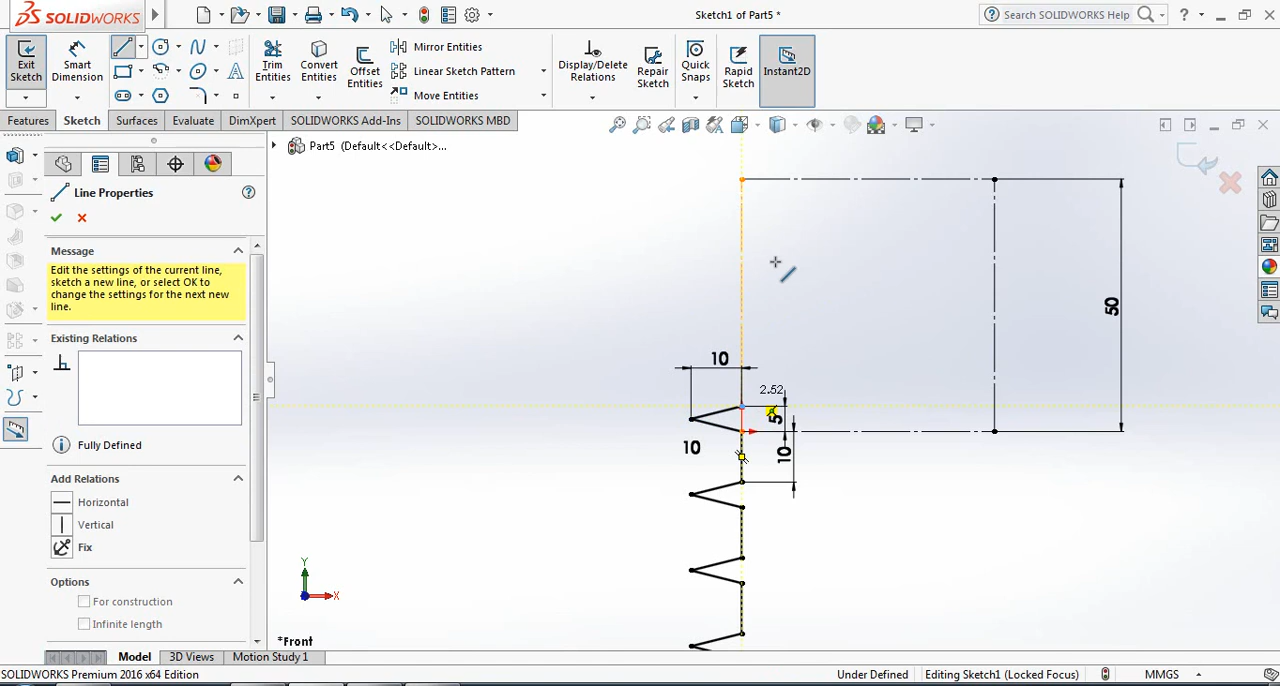 SOLIDWORKS
Sketch1 of Part5 *
Search SOLIDWORKS Help
?
Exit Sketch
Smart Dimension
Trim Entities
Convert Entities
Offset Entities
Mirror Entities
Linear Sketch Pattern
Move Entities
Display/Delete Relations
Repair Sketch
Quick Snaps
Rapid Sketch
Instant2D
Features
Sketch
Surfaces
Evaluate
DimXpert
SOLIDWORKS Add-Ins
SOLIDWORKS MBD
Part5 (Default<<Default>...
Line Properties
Message
Edit the settings of the current line,
sketch a new line, or select OK to
change the settings for the next new
line.
Existing Relations
Fully Defined
Add Relations
Horizontal
Vertical
Fix
Options
For construction
Infinite length
50
10
2.52
5
10
10
Y
X
*Front
Model
3D Views
Motion Study 1
SOLIDWORKS Premium 2016 x64 Edition
Under Defined
Editing Sketch1 (Locked Focus)
MMGS